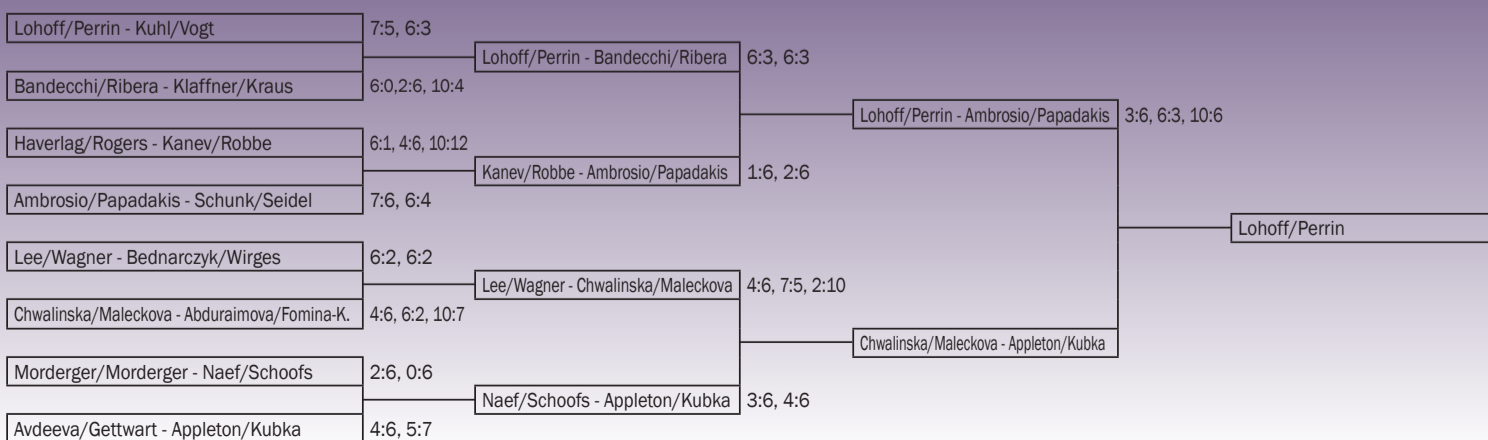 Lohoff/Perrin - Kuhl/Vogt 7:5, 6:3
Lohoff/Perrin - Bandecchi/Ribera 6:3, 6:3
Bandecchi/Ribera - Klaffner/Kraus 6:0,2:6, 10:4
Lohoff/Perrin - Ambrosio/Papadakis 3:6, 6:3, 10:6
Haverlag/Rogers - Kanev/Robbe 6:1, 4:6, 10:12
Kanev/Robbe - Ambrosio/Papadakis 1:6, 2:6
Ambrosio/Papadakis - Schunk/Seidel 7:6, 6:4
Lohoff/Perrin
Lee/Wagner - Bednarczyk/Wirges 6:2, 6:2
Lee/Wagner - Chwalinska/Maleckova 4:6, 7:5, 2:10
Chwalinska/Maleckova - Abduraimova/Fomina-K. 4:6, 6:2, 10:7
Chwalinska/Maleckova - Appleton/Kubka
Morderger/Morderger - Naef/Schoofs 2:6, 0:6
Naef/Schoofs - Appleton/Kubka 3:6, 4:6
Avdeeva/Gettwart - Appleton/Kubka 4:6, 5:7